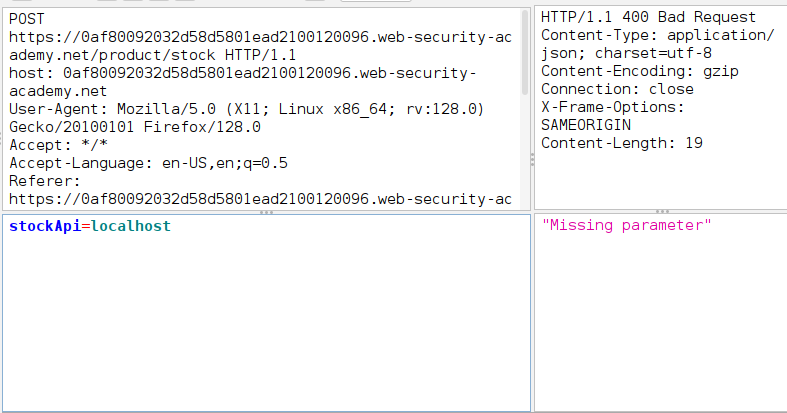 POST
https://0af80092032d58d5801ead2100120096.web-security-ac
ademy.net/product/stock HTTP/1.1
host: 0af80092032d58d5801ead2100120096.web-security-
academy.net
User-Agent: Mozilla/5.0 (X11; Linux x86_64; rv:128.0)
Gecko/20100101 Firefox/128.0
Accept: */*
Accept-Language: en-US,en;q=0.5
Referer:
https://0af80092032d58d5801ead2100120096.web-security-ac
HTTP/1.1 400 Bad Request
Content-Type: application/
json; charset=utf-8
Content-Encoding: gzip
Connection: close
X-Frame-Options:
SAMEORIGIN
Content-Length: 19
stockApi=localhost
"Missing parameter"